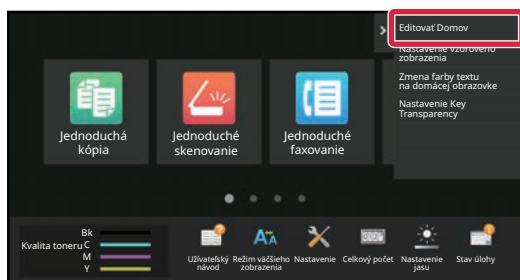 Editovať Domov
Nastavenie vzorového
zobrazenia
Zmena farby textu
na domácej obrazovke
Nastavenie Key
Transparency
Jednoduchá
kópia
Jednoduché
skenovanie
Jednoduché
faxovanie
Kvalita toneru
Bk
C
M
Y
Užívateľský
návod
Režim väčšieho
zobrazenia
Nastavenie
Celkový počet
Nastavenie
jasu
Stav úlohy